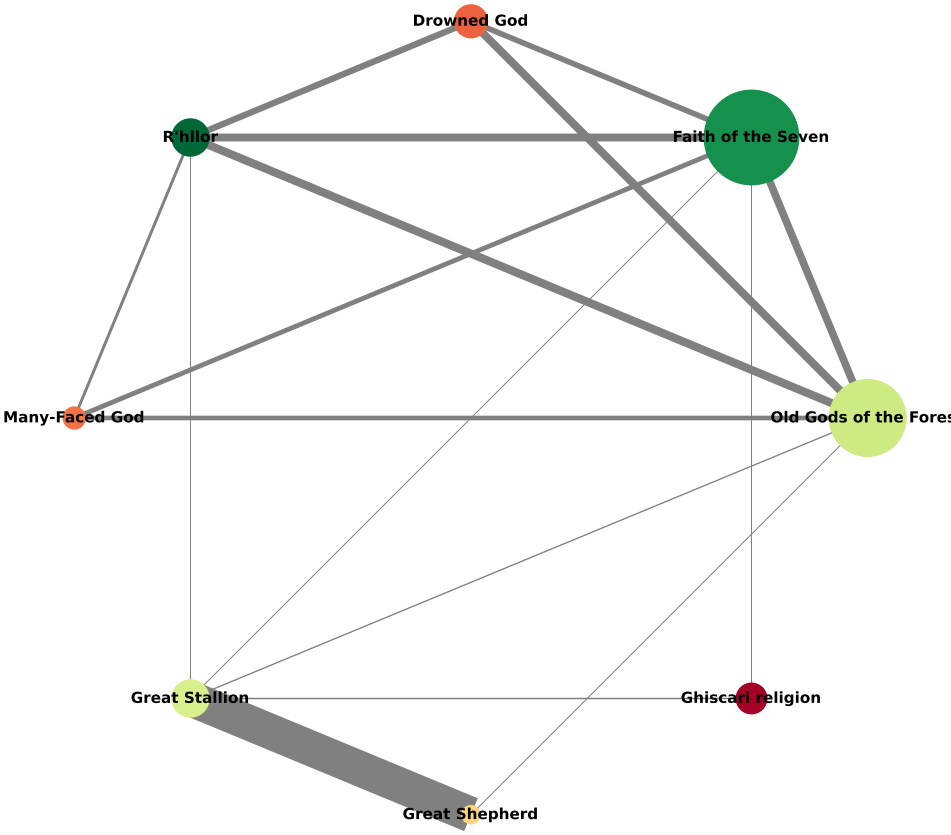 Drowned God
R'hllor
Faith of the Seven
Many-Faced God
Old Gods of the Fores
Great Stallion
Ghiscari religion
Great Shepherd